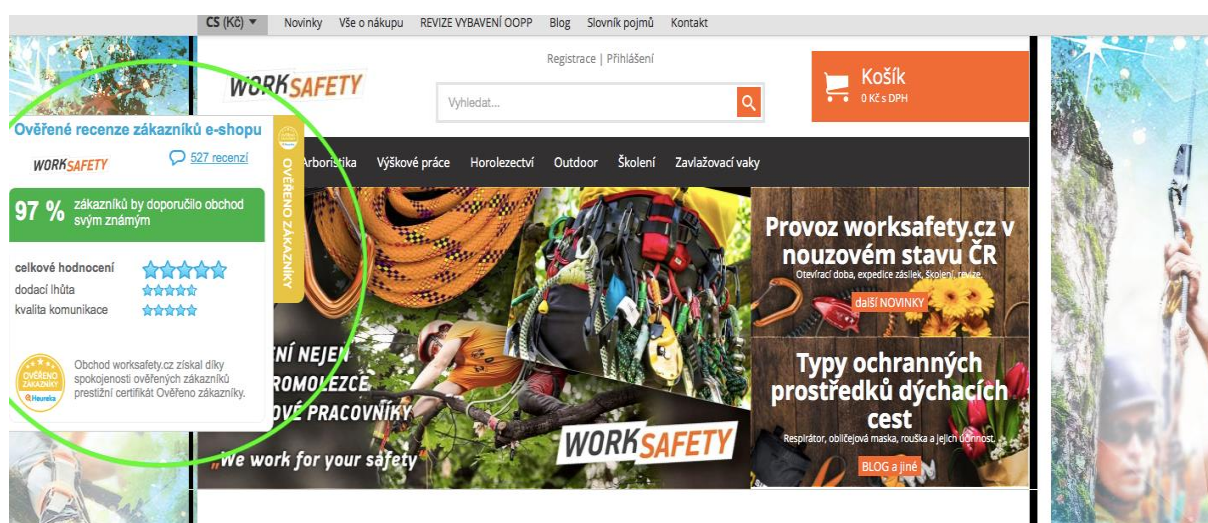 CS (Kč) Novinky Vše o nákupu REVIZE VYBAVENÍ OOPP Blog Slovník pojmů Kontakt
Registrace | Přihlášení
WORKSAFETY
Vyhledat...
Košík
0 Kč s DPH
Arboristika Výškové práce Horolezectví Outdoor Školení Zavlažovací vaky
Ověřené recenze zákazníků e-shopu
WORKSAFETY 527 recenzí
97 % zákazníků by doporučilo obchod
svým známým
celkové hodnocení
dodací lhůta
kvalita komunikace
OVĚŘENO
ZÁKAZNÍKY
Heureka
Obchod worksafety.cz získal díky
spokojenosti ověřených zákazníků
prestižní certifikát Ověřeno zákazníky.
OVĚŘENO ZÁKAZNÍKY
NÍ NEJEN
ROMOLEZCE
OVÉ PRACOVNÍKY
„We work for your safety"
WORKSAFETY
Provoz worksafety.cz v
nouzovém stavu ČR
Otevírací doba, expedice zásilek, školení, revize.
další NOVINKY
Typy ochranných
prostředků dýchacích
cest
Respirátor, obličejová maska, rouška a jejich účinnost.
BLOG a jiné